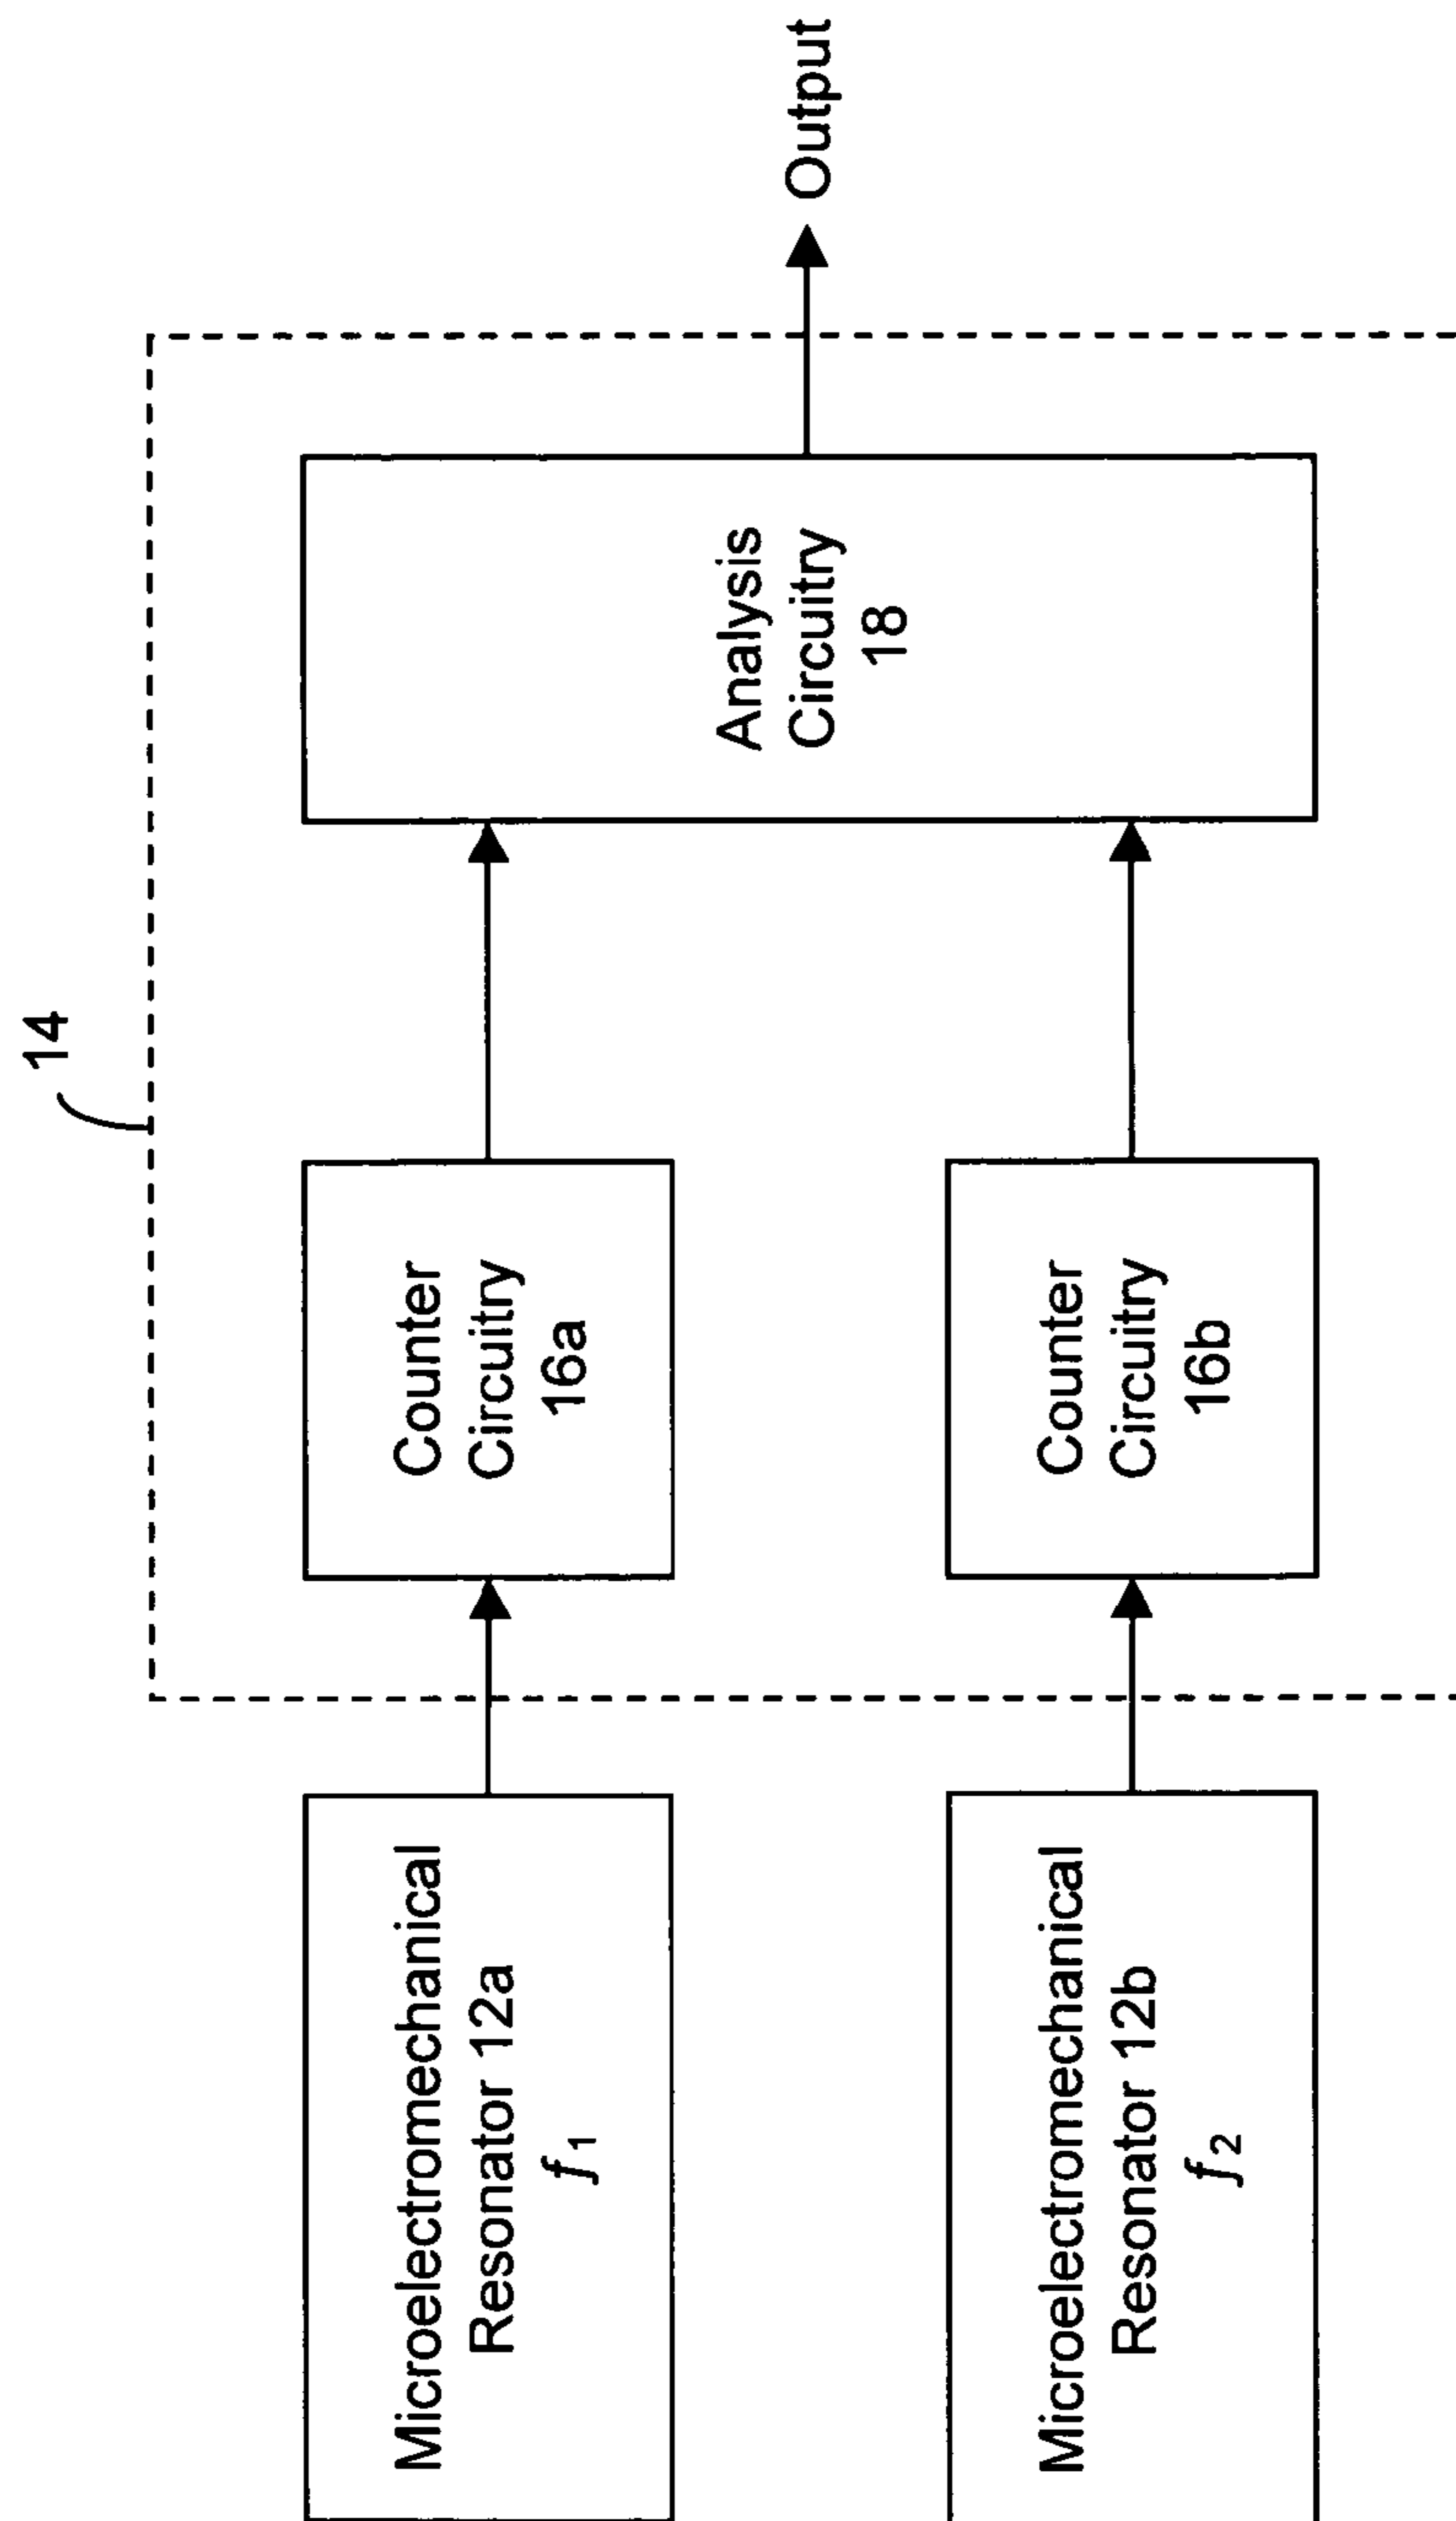 14
Microelectromechanical
Resonator 12a
f1
Counter
Circuitry
16a
Analysis
Circuitry
18
Output
Microelectromechanical
Resonator 12b
f2
Counter
Circuitry
16b